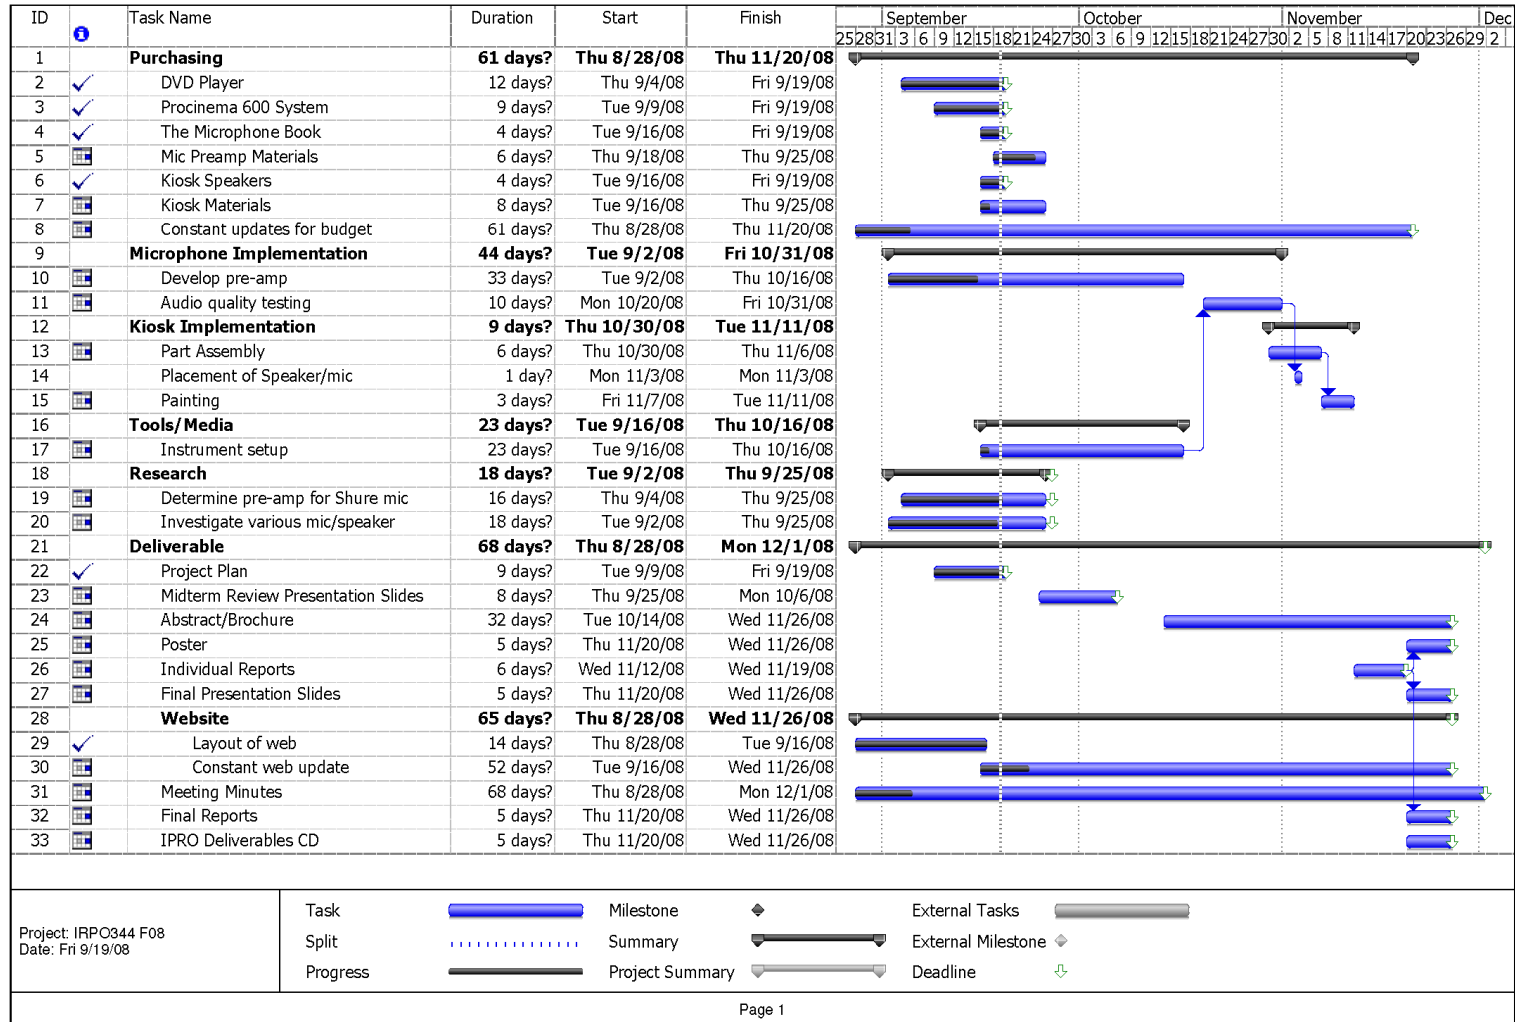 ID Task Name Duration Start Finish September October November Dec
25 28 31 3 6 9 12 15 18 21 24 27 30 3 6 9 12 15 18 21 24 27 30 2 5 8 11 14 17 20 23 26 29 2
1 Purchasing 61 days? Thu 8/28/08 Thu 11/20/08
2 DVD Player 12 days? Thu 9/4/08 Fri 9/19/08
3 Procinema 600 System 9 days? Tue 9/9/08 Fri 9/19/08
4 The Microphone Book 4 days? Tue 9/16/08 Fri 9/19/08
5 Mic Preamp Materials 6 days? Thu 9/18/08 Thu 9/25/08
6 Kiosk Speakers 4 days? Tue 9/16/08 Fri 9/19/08
7 Kiosk Materials 8 days? Tue 9/16/08 Thu 9/25/08
8 Constant updates for budget 61 days? Thu 8/28/08 Thu 11/20/08
9 Microphone Implementation 44 days? Tue 9/2/08 Fri 10/31/08
10 Develop pre-amp 33 days? Tue 9/2/08 Thu 10/16/08
11 Audio quality testing 10 days? Mon 10/20/08 Fri 10/31/08
12 Kiosk Implementation 9 days? Thu 10/30/08 Tue 11/11/08
13 Part Assembly 6 days? Thu 10/30/08 Thu 11/6/08
14 Placement of Speaker/mic 1 day? Mon 11/3/08 Mon 11/3/08
15 Painting 3 days? Fri 11/7/08 Tue 11/11/08
16 Tools/Media 23 days? Tue 9/16/08 Thu 10/16/08
17 Instrument setup 23 days? Tue 9/16/08 Thu 10/16/08
18 Research 18 days? Tue 9/2/08 Thu 9/25/08
19 Determine pre-amp for Shure mic 16 days? Thu 9/4/08 Thu 9/25/08
20 Investigate various mic/speaker 18 days? Tue 9/2/08 Thu 9/25/08
21 Deliverable 68 days? Thu 8/28/08 Mon 12/1/08
22 Project Plan 9 days? Tue 9/9/08 Fri 9/19/08
23 Midterm Review Presentation Slides 8 days? Thu 9/25/08 Mon 10/6/08
24 Abstract/Brochure 32 days? Tue 10/14/08 Wed 11/26/08
25 Poster 5 days? Thu 11/20/08 Wed 11/26/08
26 Individual Reports 6 days? Wed 11/12/08 Wed 11/19/08
27 Final Presentation Slides 5 days? Thu 11/20/08 Wed 11/26/08
28 Website 65 days? Thu 8/28/08 Wed 11/26/08
29 Layout of web 14 days? Thu 8/28/08 Tue 9/16/08
30 Constant web update 52 days? Tue 9/16/08 Wed 11/26/08
31 Meeting Minutes 68 days? Thu 8/28/08 Mon 12/1/08
32 Final Reports 5 days? Thu 11/20/08 Wed 11/26/08
33 IPRO Deliverables CD 5 days? Thu 11/20/08 Wed 11/26/08
Project: IRPO344 F08
Date: Fri 9/19/08
Task Milestone External Tasks
Split Summary External Milestone
Progress Project Summary Deadline
Page 1